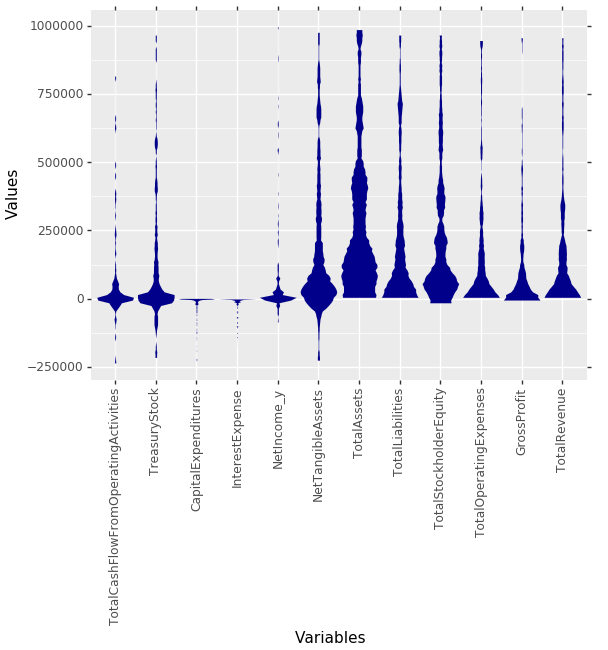 1000000
750000
500000
250000
0
−250000
Values
TotalCashFlowFromOperatingActivities
TreasuryStock
CapitalExpenditures
InterestExpense
NetIncome_y
NetTangibleAssets
TotalAssets
TotalLiabilities
TotalStockholderEquity
TotalOperatingExpenses
GrossProfit
TotalRevenue
Variables